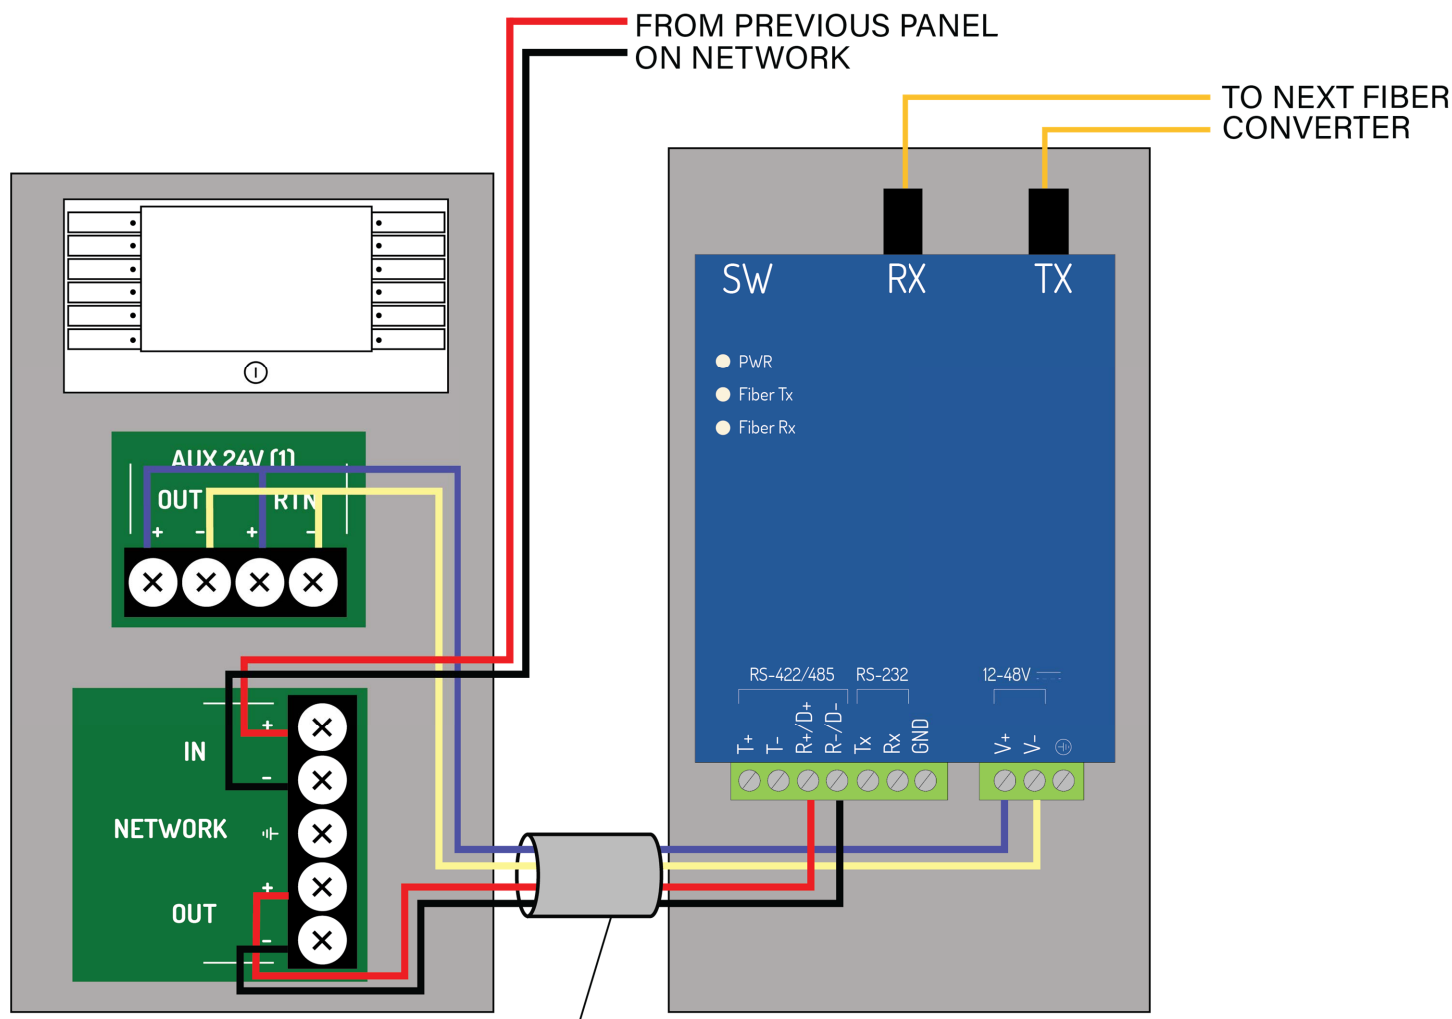 FROM PREVIOUS PANEL
ON NETWORK
TO NEXT FIBER
CONVERTER
SW RX TX
PWR
Fiber Tx
Fiber Rx
AUX 24V (1)
OUT RTN
+ - + -
RS-422/485 RS-232 12-48V
T+ T- R+/D+ R-/D- Tx Rx GND V+ V-
+
IN
-
NETWORK
+
OUT
-